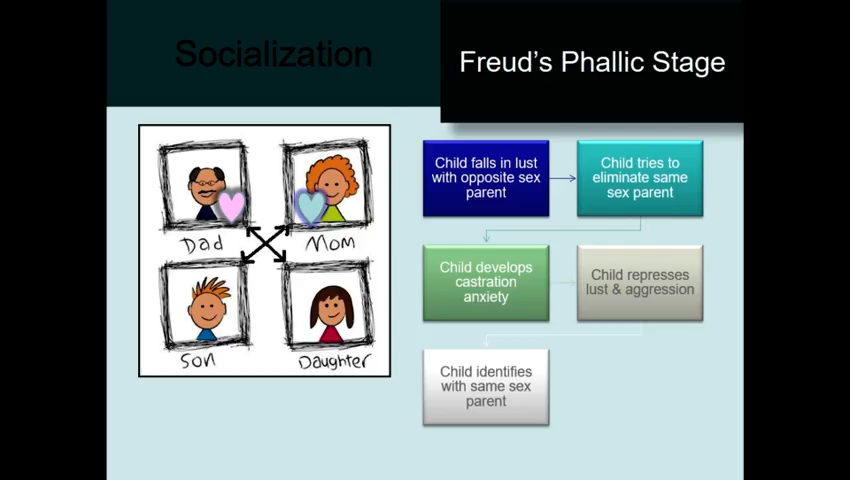 Socialization
Freud's Phallic Stage
Dad
Mom
Son
Daughter
Child falls in lust
with opposite sex
parent
Child tries to
eliminate same
sex parent
Child develops
castration
anxiety
Child represses
lust & aggression
Child identifies
with same sex
parent